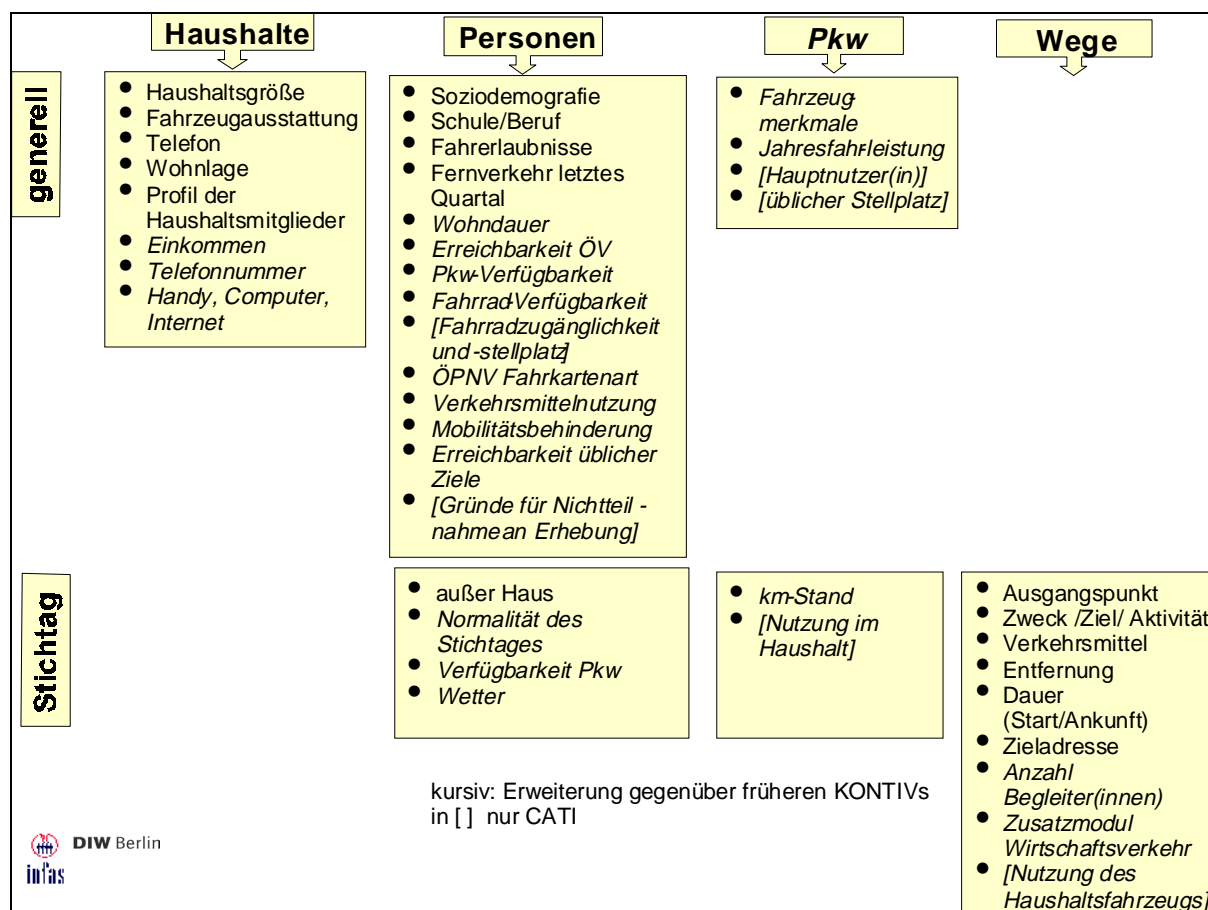 Haushalte
Personen
Pkw
Wege
generell
• Haushaltsgröße
• Fahrzeugausstattung
• Telefon
• Wohnlage
• Profil der
Haushaltsmitglieder
• Einkommen
• Telefonnummer
• Handy, Computer,
Internet
• Soziodemografie
• Schule/Beruf
• Fahrerlaubnisse
• Fernverkehr letztes
Quartal
• Wohndauer
• Erreichbarkeit ÖV
• Pkw-Verfügbarkeit
• Fahrrad-Verfügbarkeit
• [Fahrradzugänglichkeit
und -stellplatz]
• ÖPNV Fahrkartenart
• Verkehrsmittelnutzung
• Mobilitätsbehinderung
• Erreichbarkeit üblicher
Ziele
• [Gründe für Nichtteil -
nahmean Erhebung]
• Fahrzeug-
merkmale
• Jahresfahrleistung
• [Hauptnutzer(in)]
• [üblicher Stellplatz]
Stichtag
• außer Haus
• Normalität des
Stichtages
• Verfügbarkeit Pkw
• Wetter
• km-Stand
• [Nutzung im
Haushalt]
• Ausgangspunkt
• Zweck /Ziel/ Aktivität
• Verkehrsmittel
• Entfernung
• Dauer
(Start/Ankunft)
• Zieladresse
• Anzahl
Begleiter(innen)
• Zusatzmodul
Wirtschaftsverkehr
• [Nutzung des
Haushaltsfahrzeugs]
kursiv: Erweiterung gegenüber früheren KONTIVs
in [ ] nur CATI
DIW Berlin
infas